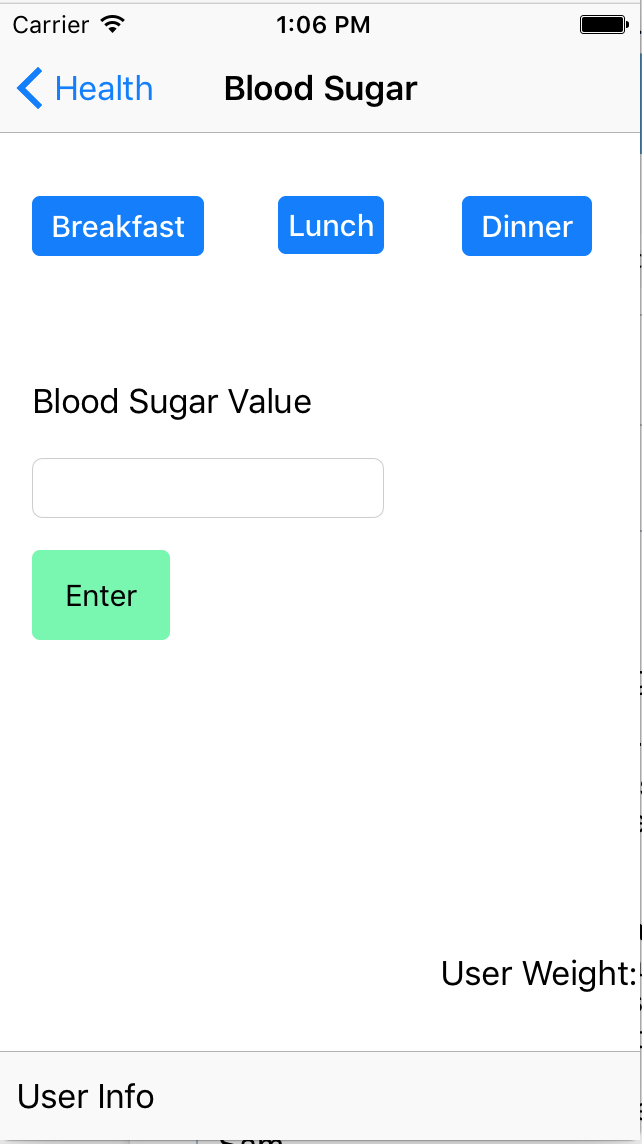 Carrier 1:06 PM
Health Blood Sugar
Breakfast Lunch Dinner
Blood Sugar Value
Enter
User Weight:
User Info